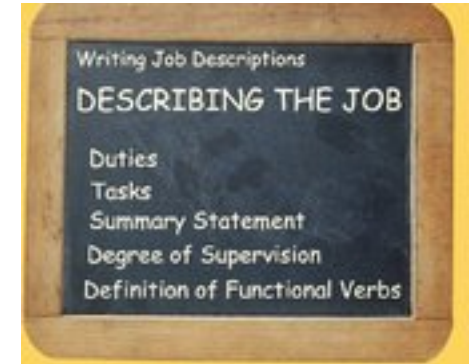 Writing Job Descriptions
DESCRIBING THE JOB
Duties
Tasks
Summary Statement
Degree of Supervision
Definition of Functional Verbs